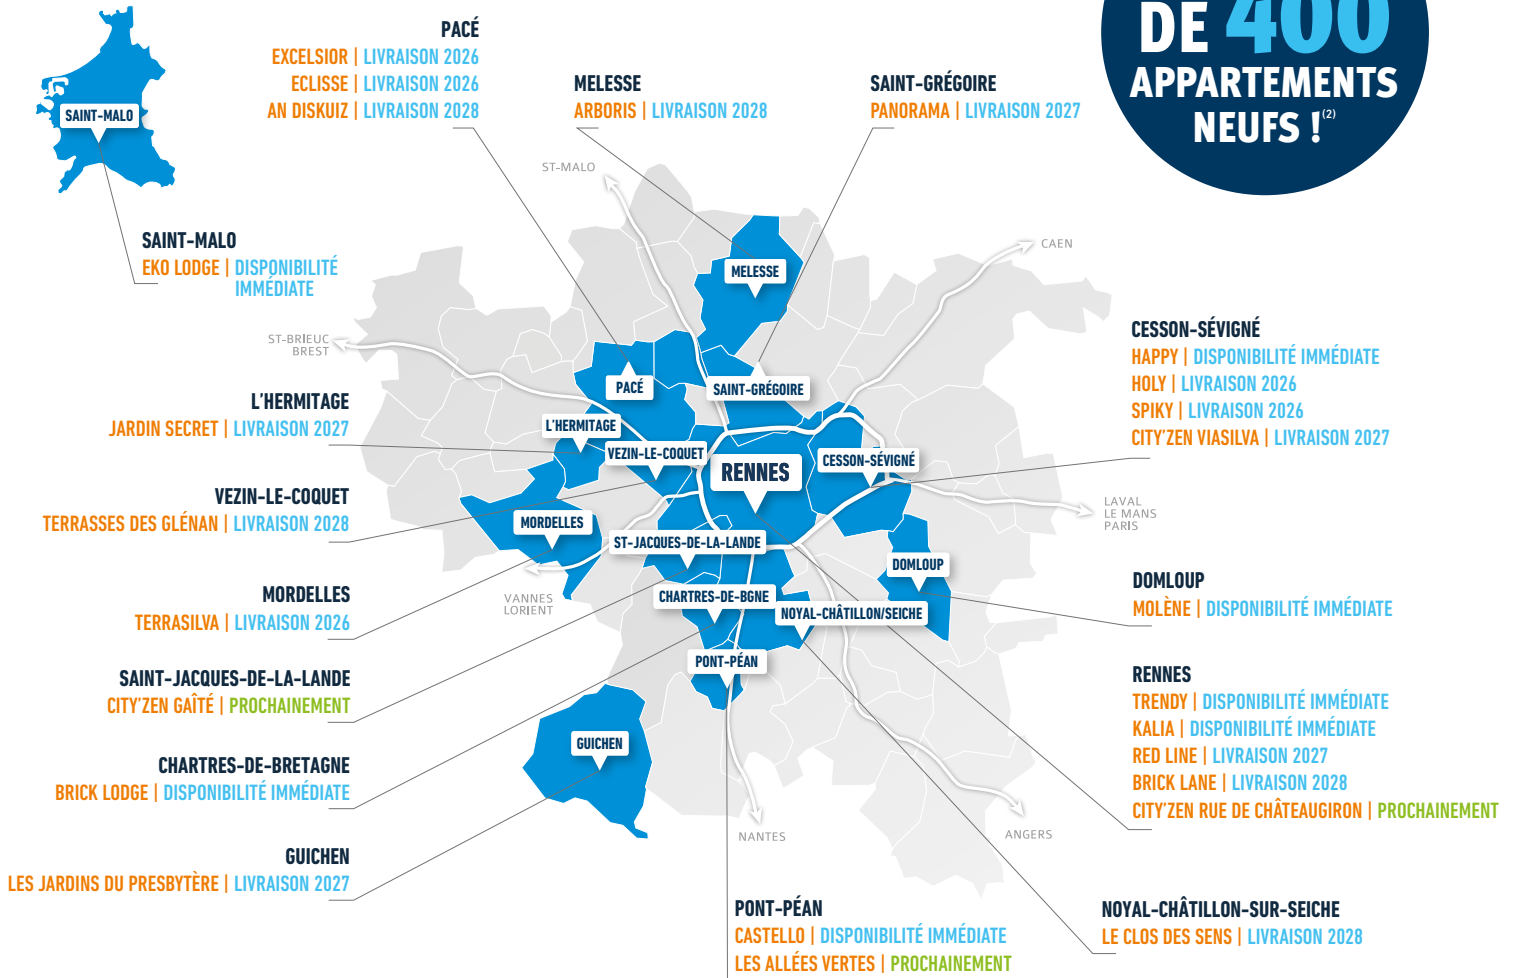 DE 400
APPARTEMENTS
NEUFS ! (2)
PACÉ
EXCELSIOR | LIVRAISON 2026
ECLISSE | LIVRAISON 2026
AN DISKUIZ | LIVRAISON 2028
MELESSE
ARBORIS | LIVRAISON 2028
SAINT-GRÉGOIRE
PANORAMA | LIVRAISON 2027
SAINT-MALO
SAINT-MALO
EKO LODGE | DISPONIBILITÉ
IMMÉDIATE
L'HERMITAGE
JARDIN SECRET | LIVRAISON 2027
VEZIN-LE-COQUET
TERRASSES DES GLÉNAN | LIVRAISON 2028
MORDELLES
TERRASILVA | LIVRAISON 2026
SAINT-JACQUES-DE-LA-LANDE
CITY'ZEN GAÎTÉ | PROCHAINEMENT
CHARTRES-DE-BRETAGNE
BRICK LODGE | DISPONIBILITÉ IMMÉDIATE
GUICHEN
LES JARDINS DU PRESBYTÈRE | LIVRAISON 2027
ST-MALO
CAEN
ST-BRIEUC
BREST
MELESSE
PACÉ
SAINT-GRÉGOIRE
L'HERMITAGE
VEZIN-LE-COQUET
RENNES
CESSON-SÉVIGNÉ
MORDELLES
ST-JACQUES-DE-LA-LANDE
DOMLOUP
CHARTRES-DE-BGNE
NOYAL-CHÂTILLON/SEICHE
PONT-PÉAN
GUICHEN
VANNES
LORIENT
LAVAL
LE MANS
PARIS
NANTES
ANGERS
CESSON-SÉVIGNÉ
HAPPY | DISPONIBILITÉ IMMÉDIATE
HOLY | LIVRAISON 2026
SPIKY | LIVRAISON 2026
CITY'ZEN VIASILVA | LIVRAISON 2027
DOMLOUP
MOLÈNE | DISPONIBILITÉ IMMÉDIATE
RENNES
TRENDY | DISPONIBILITÉ IMMÉDIATE
KALIA | DISPONIBILITÉ IMMÉDIATE
RED LINE | LIVRAISON 2027
BRICK LANE | LIVRAISON 2028
CITY'ZEN RUE DE CHÂTEAUGIRON | PROCHAINEMENT
PONT-PÉAN
CASTELLO | DISPONIBILITÉ IMMÉDIATE
LES ALLÉES VERTES | PROCHAINEMENT
NOYAL-CHÂTILLON-SUR-SEICHE
LE CLOS DES SENS | LIVRAISON 2028